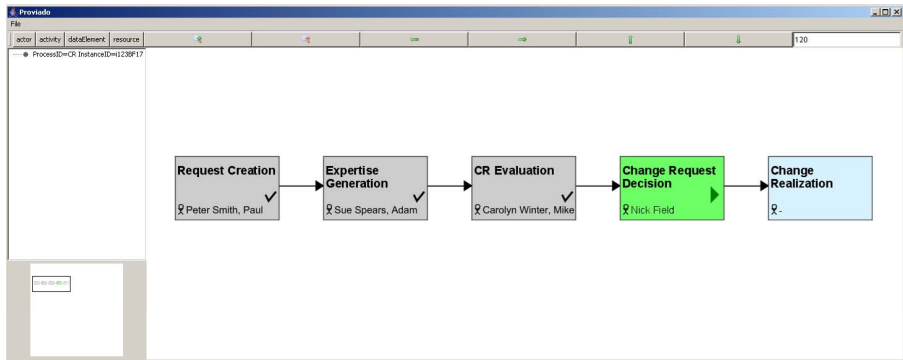 Proviado
File
actor activity dataElement resource 120
ProcessID=CR InstanceID=i123BF17
Request Creation
Peter Smith, Paul
Expertise
Generation
Sue Spears, Adam
CR Evaluation
Carolyn Winter, Mike
Change Request
Decision
Nick Field
Change
Realization
-